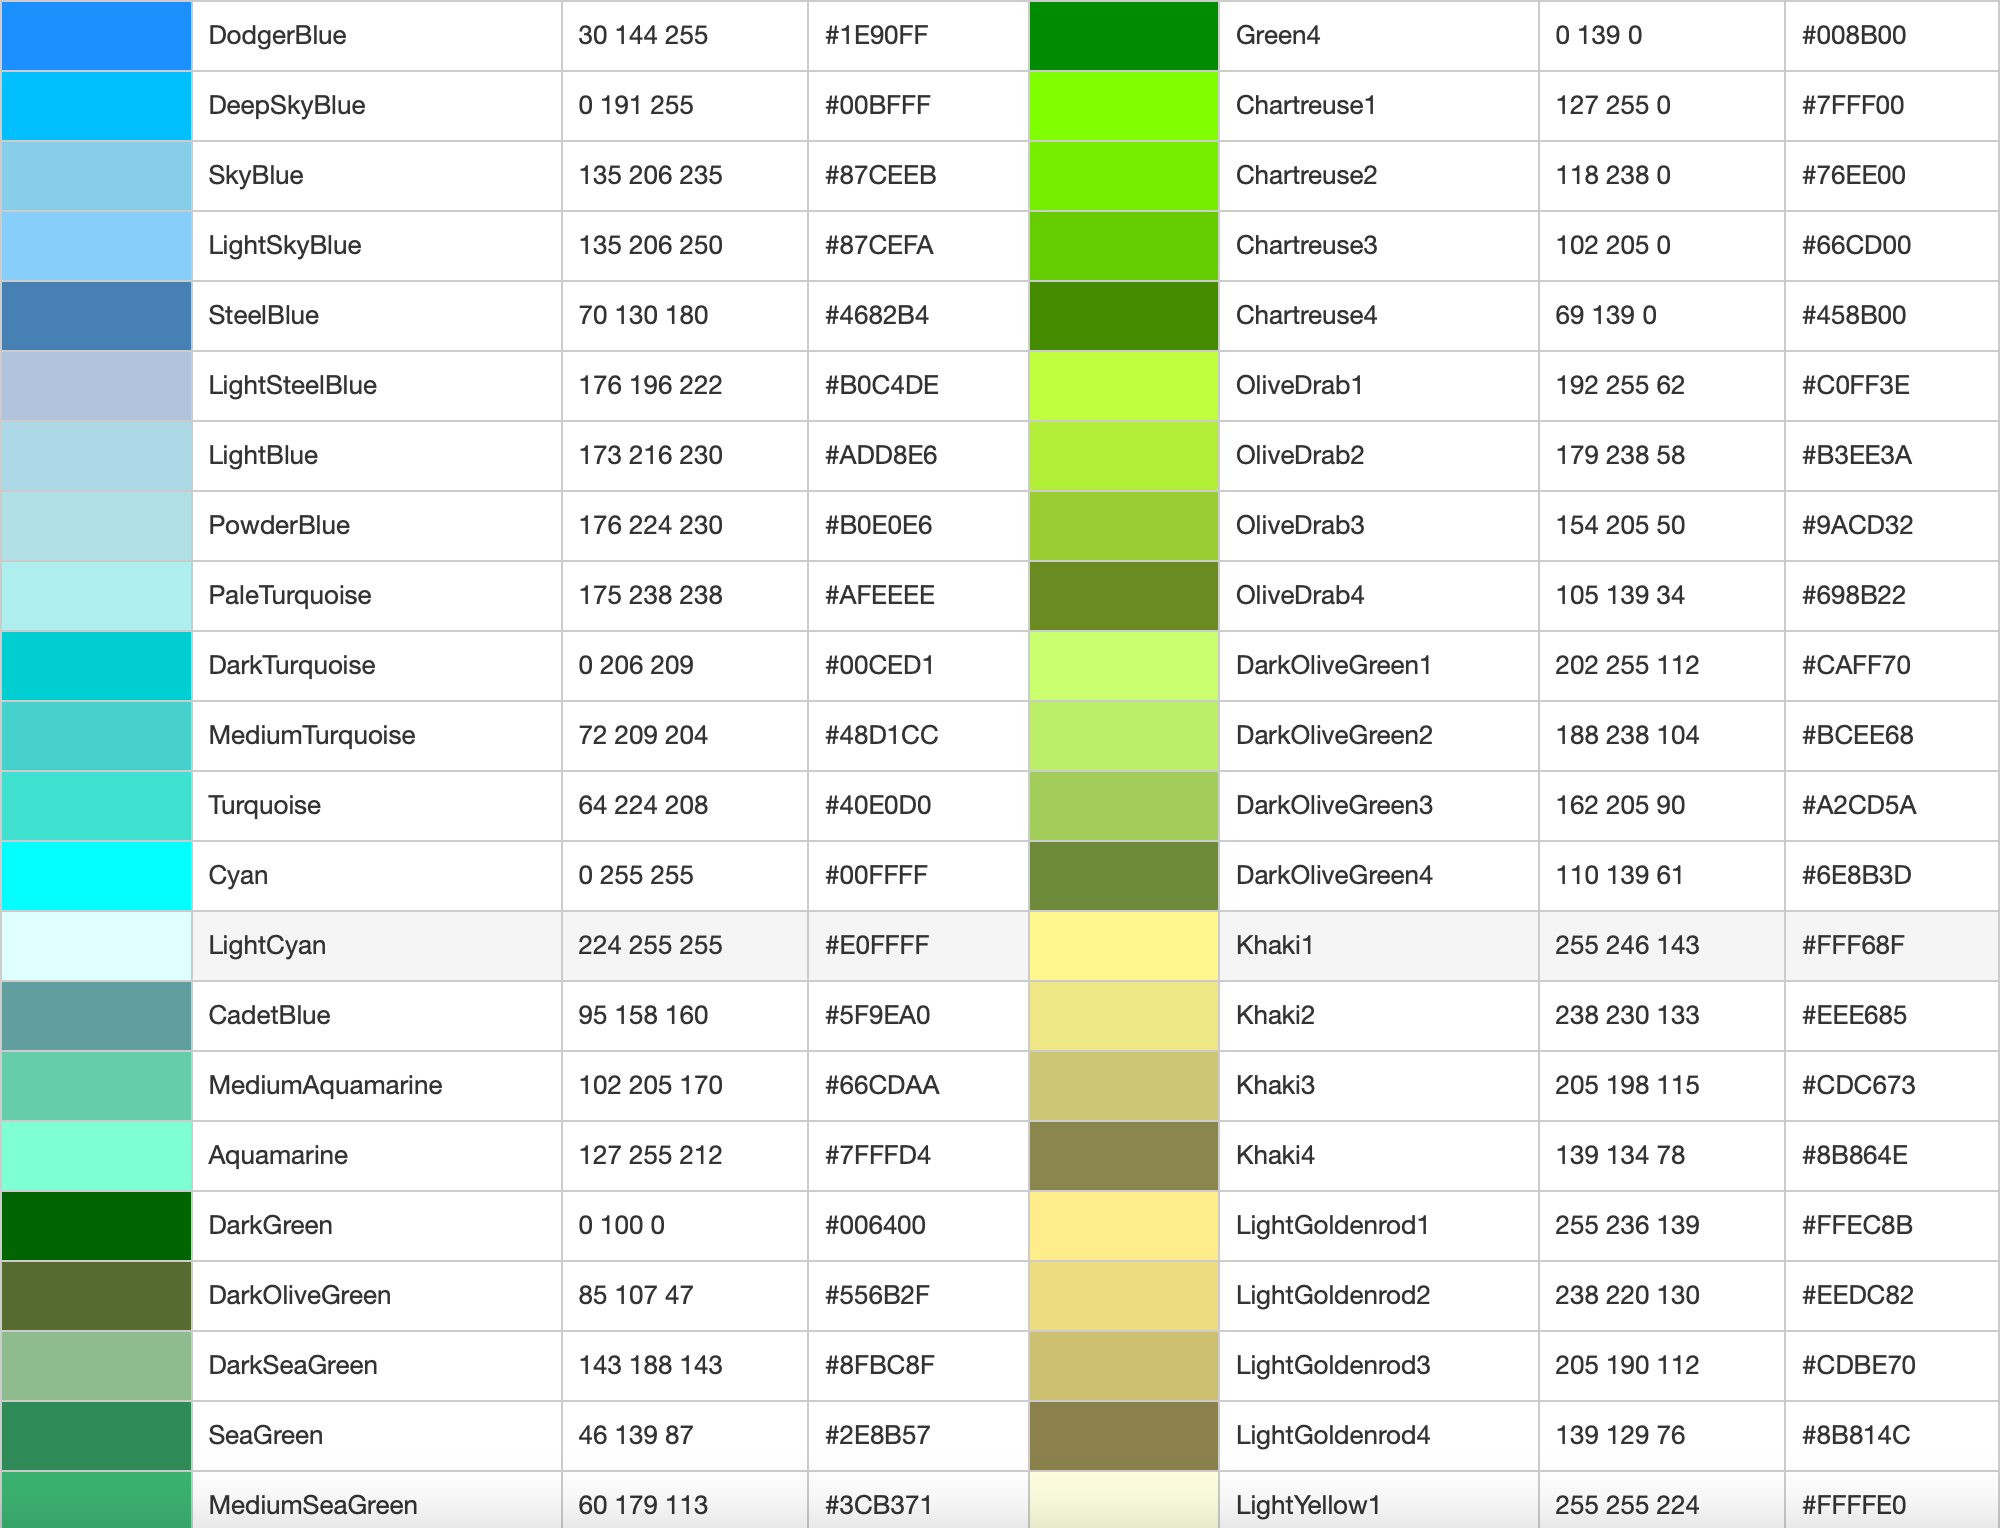 DodgerBlue 30 144 255 #1E90FF Green4 0 139 0 #008B00
DeepSkyBlue 0 191 255 #00BFFF Chartreuse1 127 255 0 #7FFF00
SkyBlue 135 206 235 #87CEEB Chartreuse2 118 238 0 #76EE00
LightSkyBlue 135 206 250 #87CEFA Chartreuse3 102 205 0 #66CD00
SteelBlue 70 130 180 #4682B4 Chartreuse4 69 139 0 #458B00
LightSteelBlue 176 196 222 #B0C4DE OliveDrab1 192 255 62 #C0FF3E
LightBlue 173 216 230 #ADD8E6 OliveDrab2 179 238 58 #B3EE3A
PowderBlue 176 224 230 #B0E0E6 OliveDrab3 154 205 50 #9ACD32
PaleTurquoise 175 238 238 #AFEEEE OliveDrab4 105 139 34 #698B22
DarkTurquoise 0 206 209 #00CED1 DarkOliveGreen1 202 255 112 #CAFF70
MediumTurquoise 72 209 204 #48D1CC DarkOliveGreen2 188 238 104 #BCEE68
Turquoise 64 224 208 #40E0D0 DarkOliveGreen3 162 205 90 #A2CD5A
Cyan 0 255 255 #00FFFF DarkOliveGreen4 110 139 61 #6E8B3D
LightCyan 224 255 255 #E0FFFF Khaki1 255 246 143 #FFF68F
CadetBlue 95 158 160 #5F9EA0 Khaki2 238 230 133 #EEE685
MediumAquamarine 102 205 170 #66CDAA Khaki3 205 198 115 #CDC673
Aquamarine 127 255 212 #7FFFD4 Khaki4 139 134 78 #8B864E
DarkGreen 0 100 0 #006400 LightGoldenrod1 255 236 139 #FFEC8B
DarkOliveGreen 85 107 47 #556B2F LightGoldenrod2 238 220 130 #EEDC82
DarkSeaGreen 143 188 143 #8FBC8F LightGoldenrod3 205 190 112 #CDBE70
SeaGreen 46 139 87 #2E8B57 LightGoldenrod4 139 129 76 #8B814C
MediumSeaGreen 60 179 113 #3CB371 LightYellow1 255 255 224 #FFFFE0